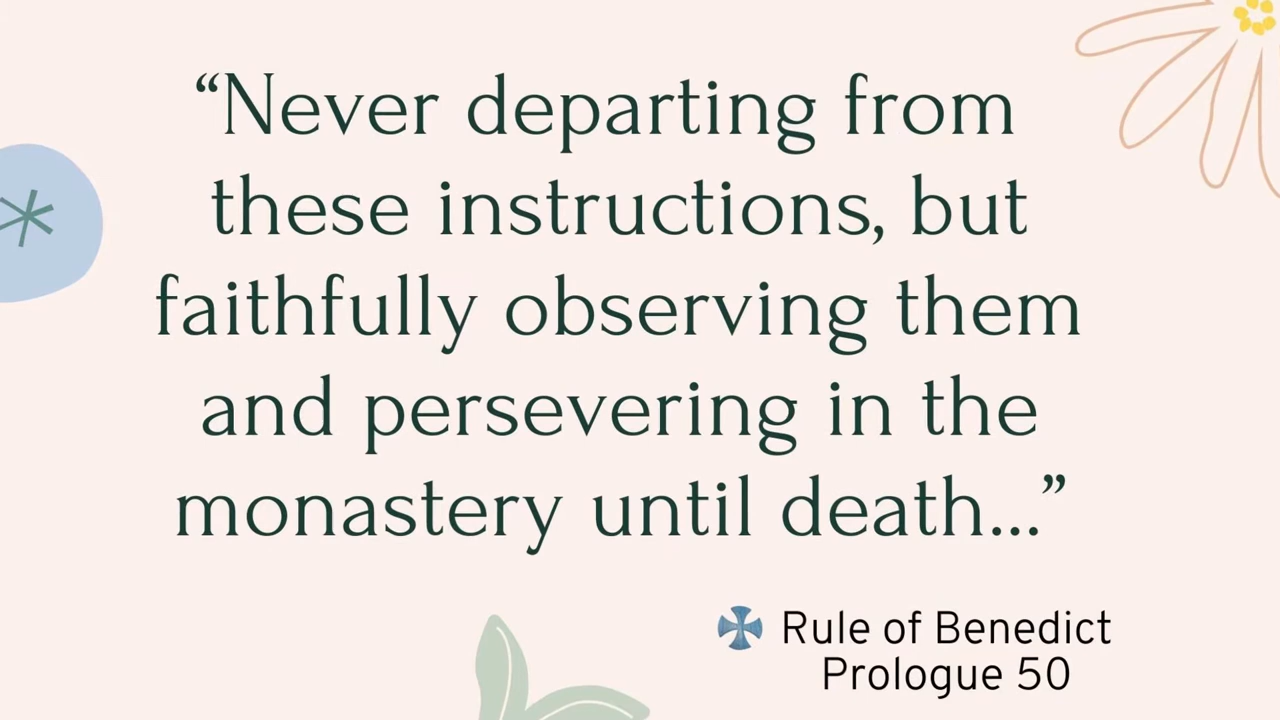 “Never departing from
these instructions, but
faithfully observing them
and persevering in the
monastery until death...”
Rule of Benedict
Prologue 50